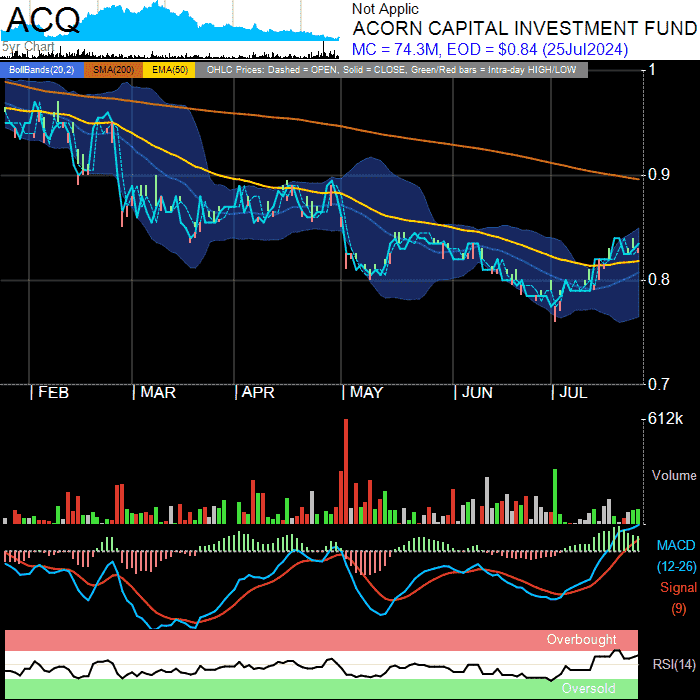 ACQ
5yr Chart
Not Applic
ACORN CAPITAL INVESTMENT FUND
MC = 74.3M, EOD = $0.84 (25Jul2024)
BollBands(20,2) SMA(200) EMA(50) OHLC Prices: Dashed = OPEN, Solid = CLOSE, Green/Red bars = Intra-day HIGH/LOW
1
0.9
0.8
0.7
| FEB | MAR | APR | MAY | JUN | JUL
612k
Volume
MACD
(12-26)
Signal
(9)
Overbought
RSI(14)
Oversold